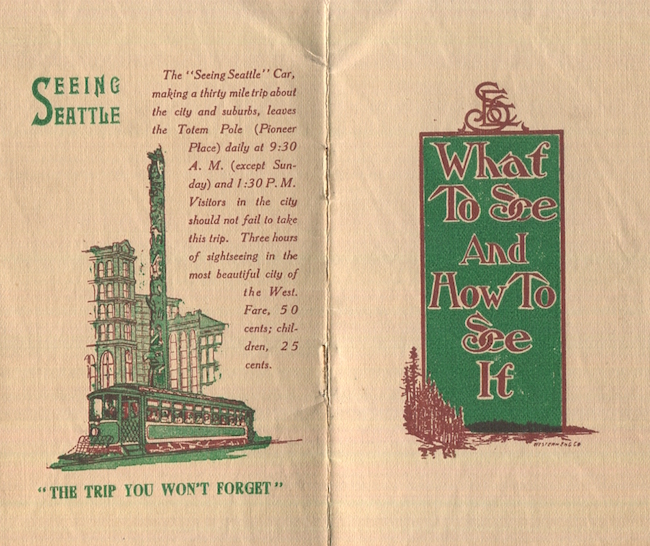 SEEING
SEATTLE
The "Seeing Seattle" Car,
making a thirty mile trip about
the city and suburbs, leaves
the Totem Pole (Pioneer
Place) daily at 9:30
A. M. (except Sun-
day) and 1:30 P. M.
Visitors in the city
should not fail to take
this trip. Three hours
of sightseeing in the
most beautiful city of
the West.
Fare, 50
cents; chil-
dren, 25
cents.
"THE TRIP YOU WON'T FORGET"
What
To See
And
How To
See
It